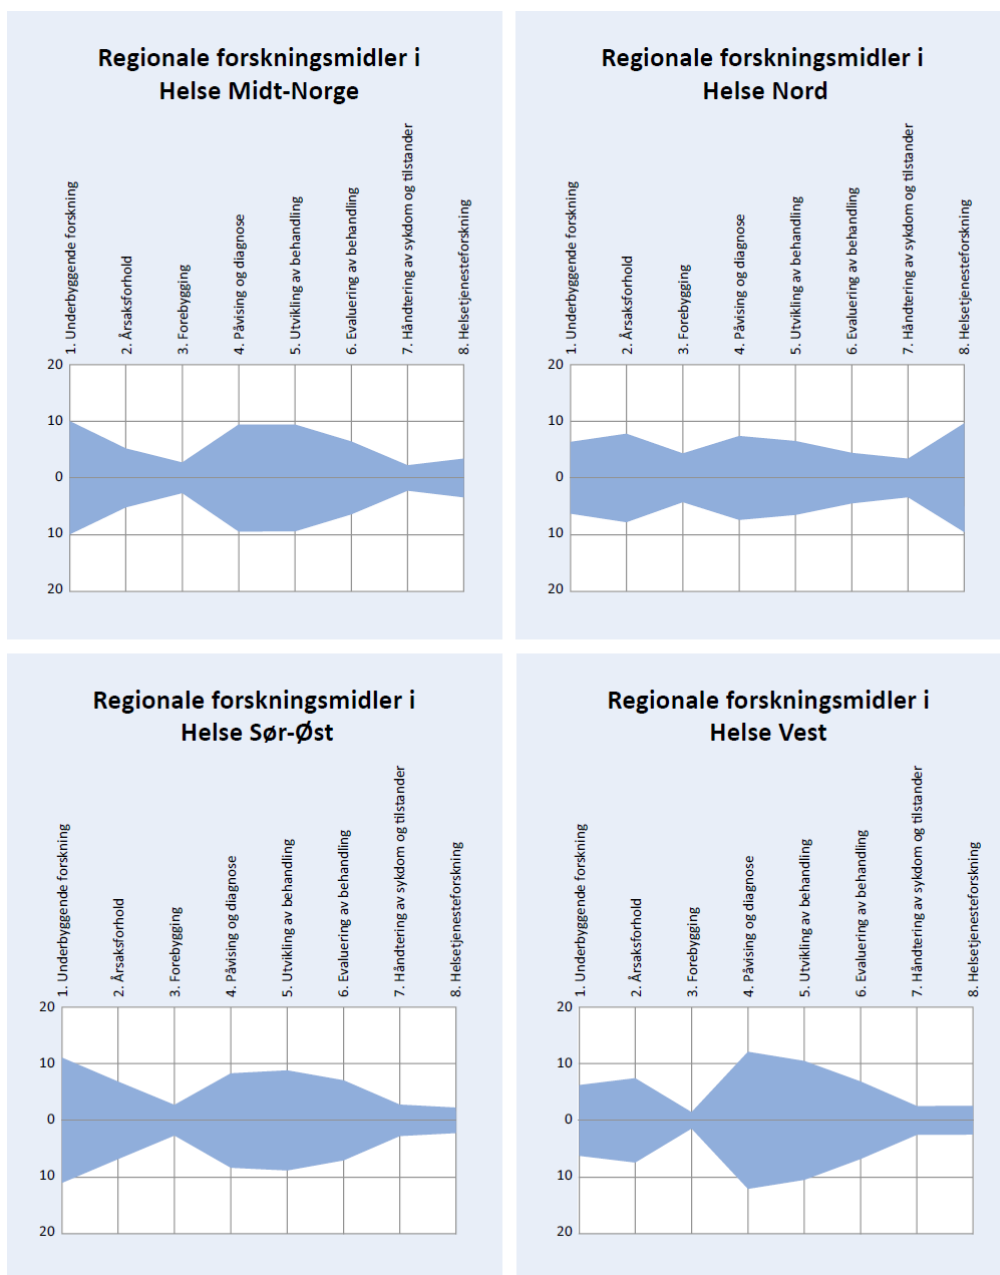 Regionale forskningsmidler i
Helse Midt-Norge
1. Underbyggende forskning
2. Årsaksforhold
3. Forebygging
4. Påvising og diagnose
5. Utvikling av behandling
6. Evaluering av behandling
7. Håndtering av sykdom og tilstander
8. Helsetjenesteforskning
20
10
0
10
20
Regionale forskningsmidler i
Helse Nord
1. Underbyggende forskning
2. Årsaksforhold
3. Forebygging
4. Påvising og diagnose
5. Utvikling av behandling
6. Evaluering av behandling
7. Håndtering av sykdom og tilstander
8. Helsetjenesteforskning
20
10
0
10
20
Regionale forskningsmidler i
Helse Sør-Øst
1. Underbyggende forskning
2. Årsaksforhold
3. Forebygging
4. Påvising og diagnose
5. Utvikling av behandling
6. Evaluering av behandling
7. Håndtering av sykdom og tilstander
8. Helsetjenesteforskning
20
10
0
10
20
Regionale forskningsmidler i
Helse Vest
1. Underbyggende forskning
2. Årsaksforhold
3. Forebygging
4. Påvising og diagnose
5. Utvikling av behandling
6. Evaluering av behandling
7. Håndtering av sykdom og tilstander
8. Helsetjenesteforskning
20
10
0
10
20